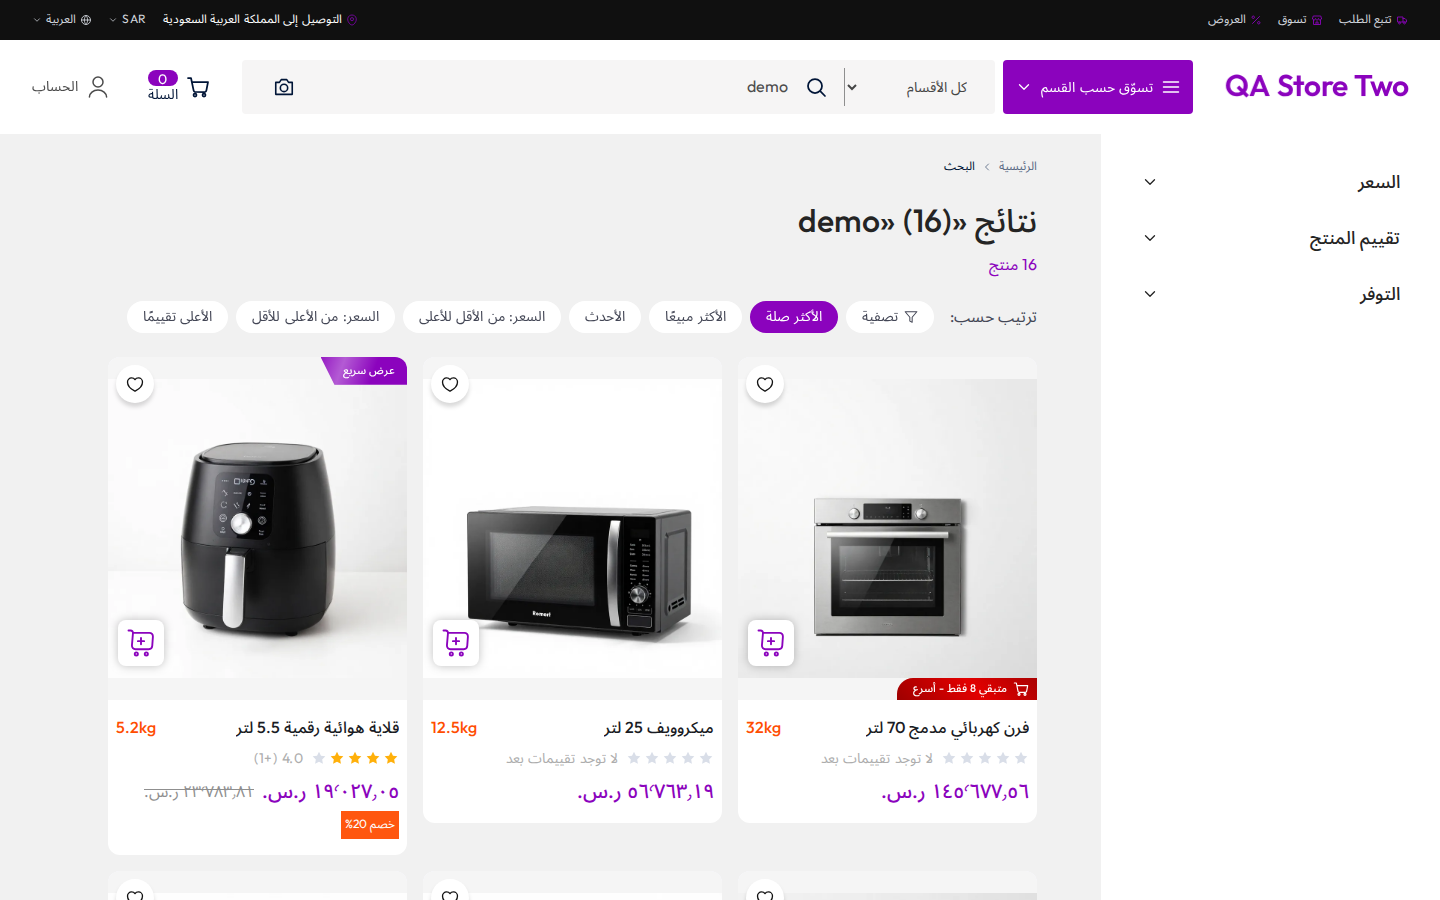 تتبع الطلب
تسوق
العروض
التوصيل إلى المملكة العربية السعودية
SAR
العربية
QA Store Two
تسوّق حسب القسم
كل الأقسام
demo
0
السلة
الحساب
السعر
تقييم المنتج
التوفر
الرئيسية
البحث
نتائج «demo» (16)
16 منتج
ترتيب حسب:
تصفية
الأكثر صلة
الأكثر مبيعًا
الأحدث
السعر: من الأقل للأعلى
السعر: من الأعلى للأقل
الأعلى تقييمًا
متبقي 8 فقط - أسرع
فرن كهربائي مدمج 70 لتر
32kg
لا توجد تقييمات بعد
١٤٥٬٦٧٧٫٥٦ ر.س.
ميكروويف 25 لتر
12.5kg
لا توجد تقييمات بعد
٥٦٬٧٦٣٫١٩ ر.س.
عرض سريع
قلاية هوائية رقمية 5.5 لتر
5.2kg
4.0 (+1)
١٩٬٠٢٧٫٠٥ ر.س.
٢٣٬٧٨٣٫٨١ ر.س.
خصم 20%